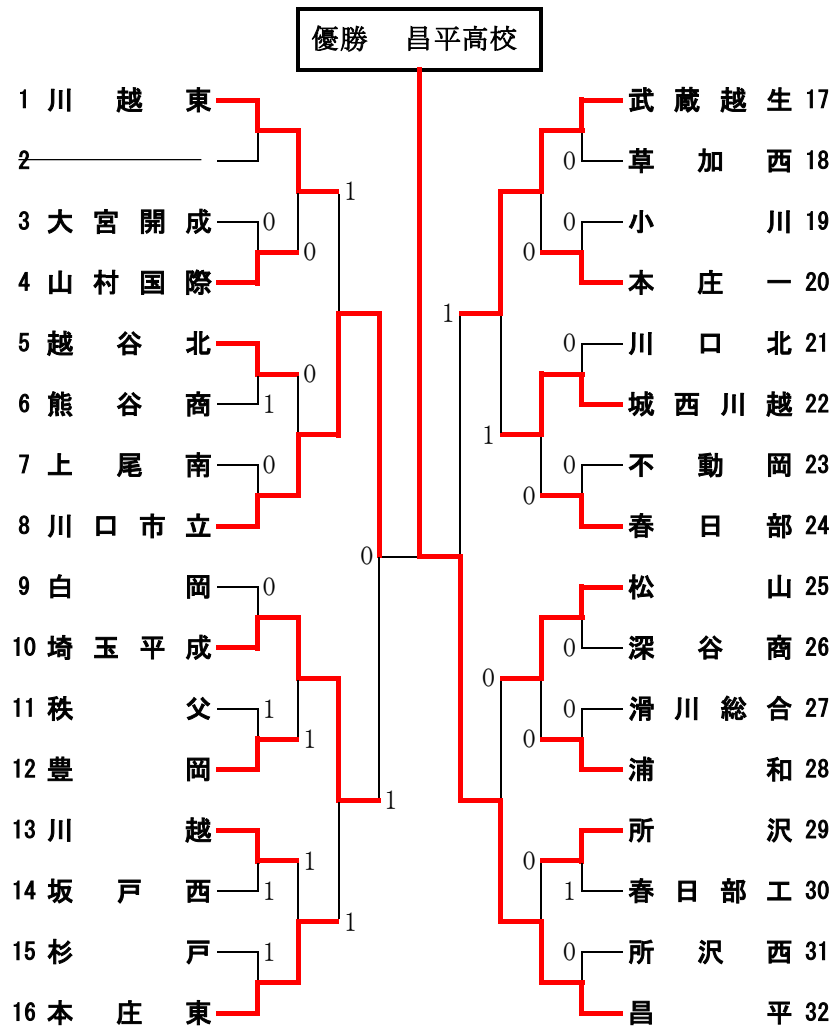 優勝　昌平高校
1 川越東
2
1
3 大宮開成 0
0
4 山村国際
5 越谷北
0
6 熊谷商 1
7 上尾南 0
8 川口市立
0
9 白岡 0
10 埼玉平成
11 秩父 1
1
12 豊岡
1
13 川越
1
14 坂戸西 1
1
15 杉戸 1
16 本庄東
武蔵越生 17
0 草加西 18
0 小川 19
0
本庄一 20
1
0 川口北 21
城西川越 22
1
0 不動岡 23
0
春日部 24
松山 25
0 深谷商 26
0
0 滑川総合 27
0
浦和 28
所沢 29
0
1 春日部工 30
0 所沢西 31
昌平 32